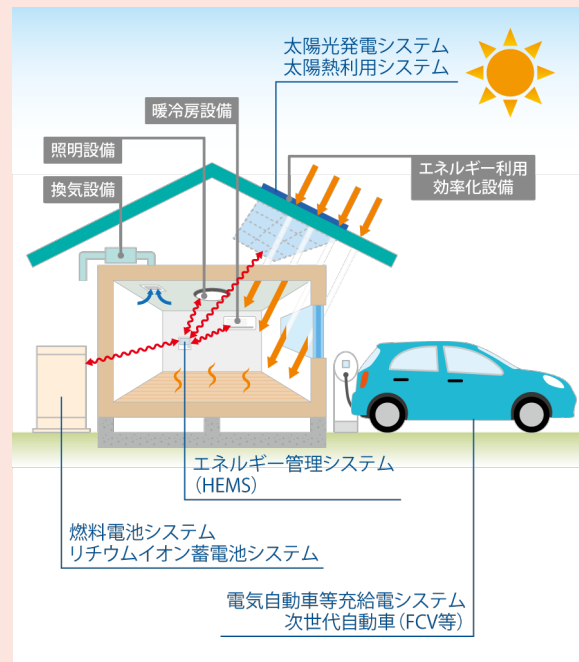 太陽光発電システム
太陽熱利用システム
暖冷房設備
照明設備
エネルギー利用
効率化設備
換気設備
エネルギー管理システム
（HEMS）
燃料電池システム
リチウムイオン蓄電池システム
電気自動車等充給電システム
次世代自動車（FCV等）